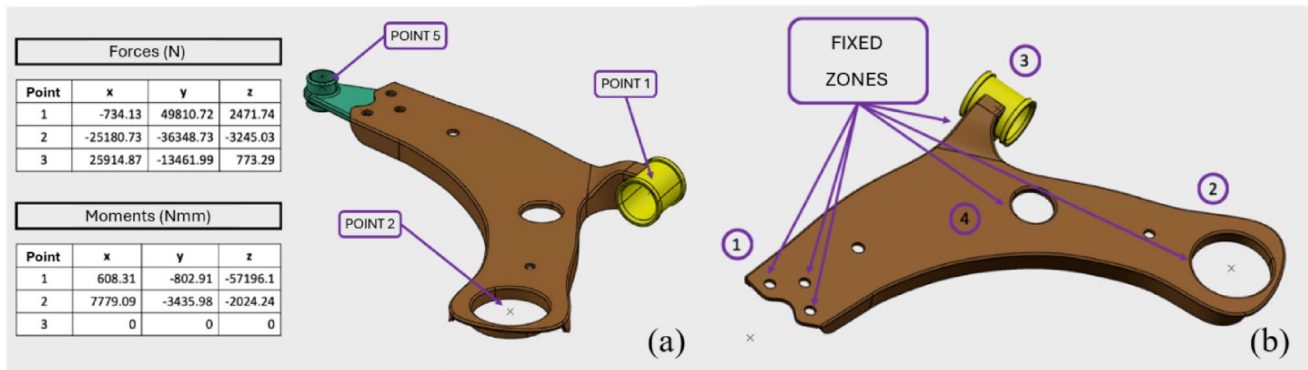 Forces (N)
Point x y z
1 -734.13 49810.72 2471.74
2 -25180.73 -36348.73 -3245.03
3 25914.87 -13461.99 773.29
Moments (Nmm)
Point x y z
1 608.31 -802.91 -57196.1
2 7779.09 -3435.98 -2024.24
3 0 0 0
POINT 5
POINT 1
POINT 2
(a)
FIXED
ZONES
3
2
4
1
(b)